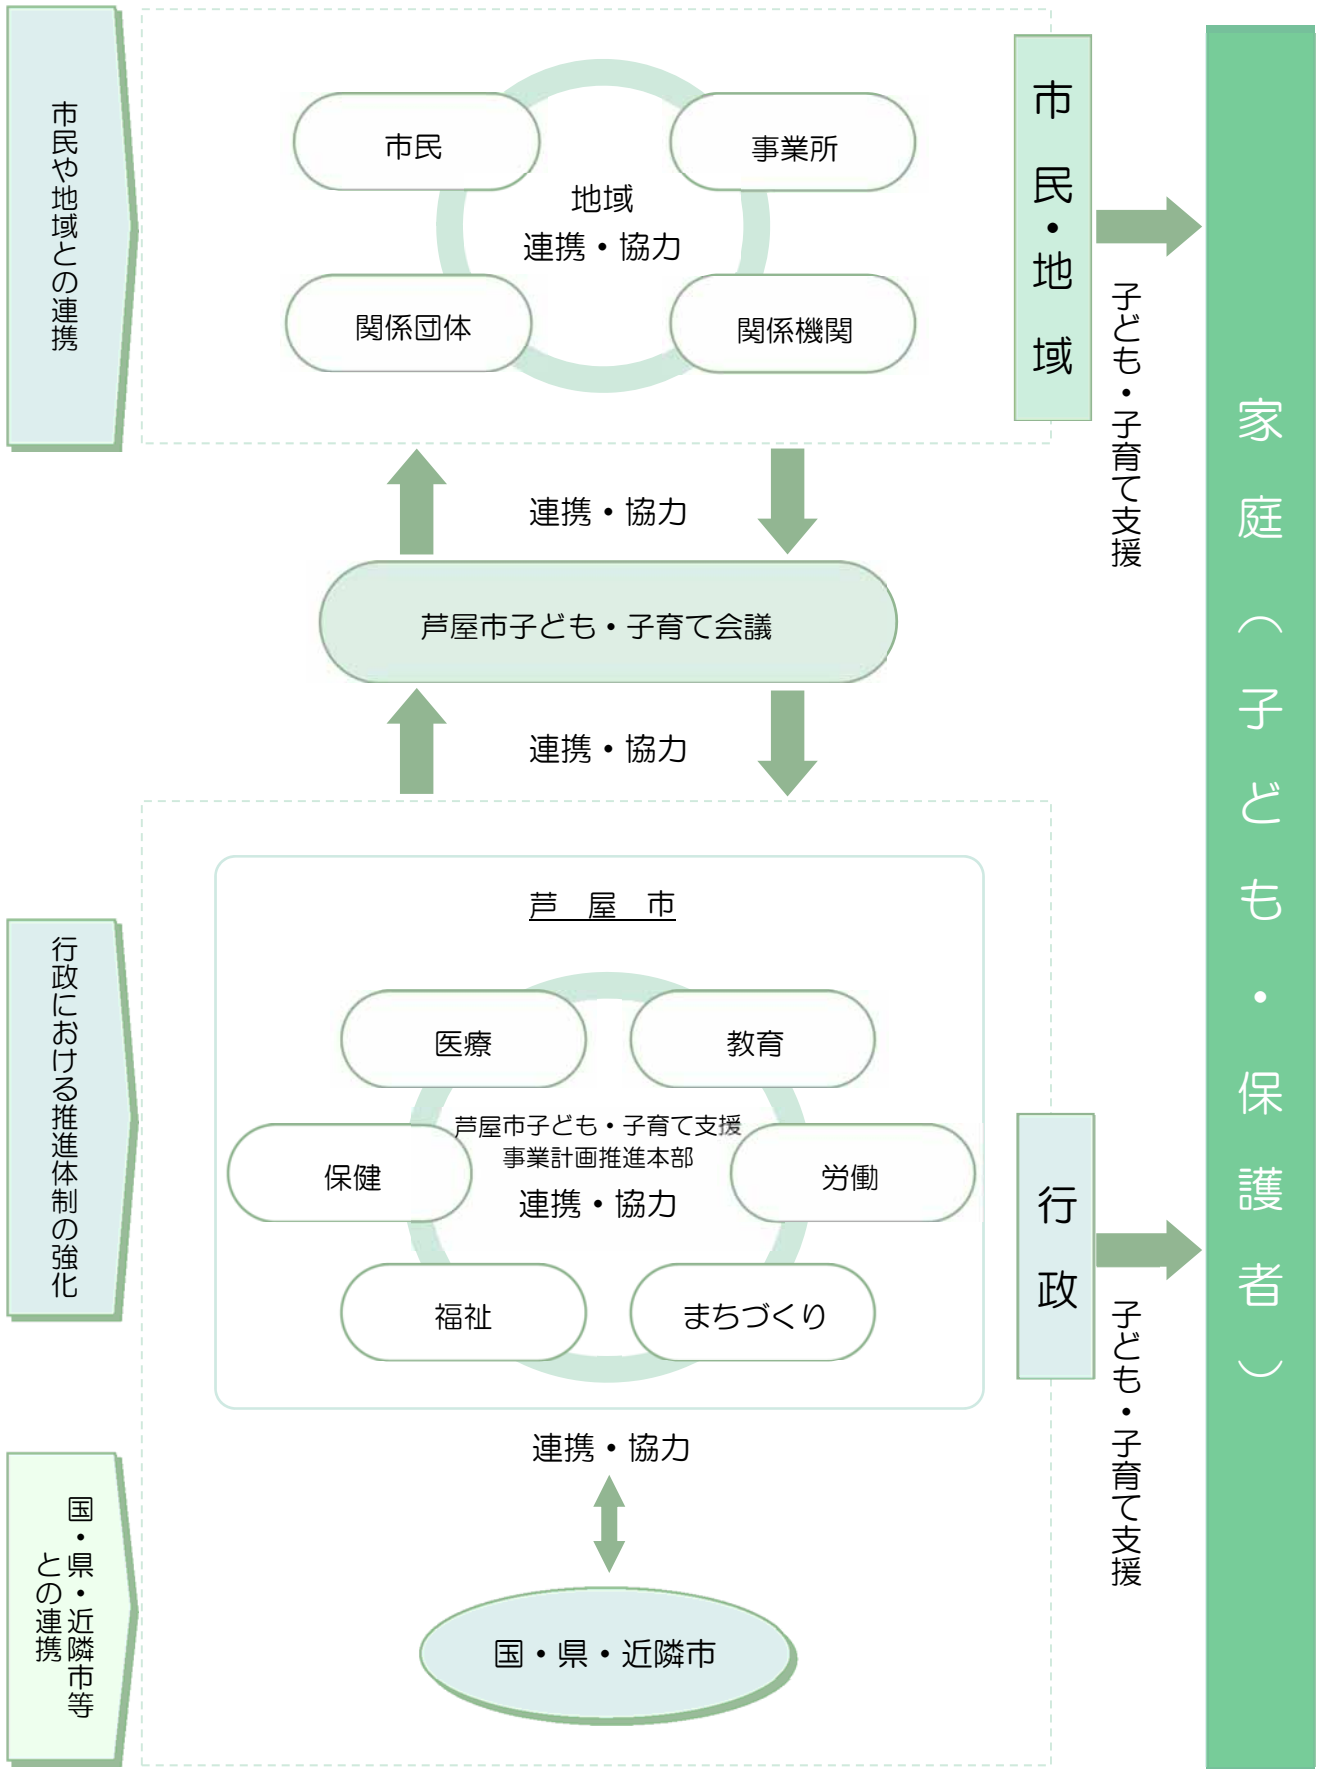 市民や地域との連携
市民
事業所
地域
連携・協力
関係団体
関係機関
市民・地域
子ども・子育て支援
家庭（子ども・保護者）
連携・協力
芦屋市子ども・子育て会議
連携・協力
行政における推進体制の強化
芦屋市
医療
教育
芦屋市子ども・子育て支援
事業計画推進本部
連携・協力
保健
労働
福祉
まちづくり
行政
子ども・子育て支援
連携・協力
国・県・近隣市等
との連携
国・県・近隣市